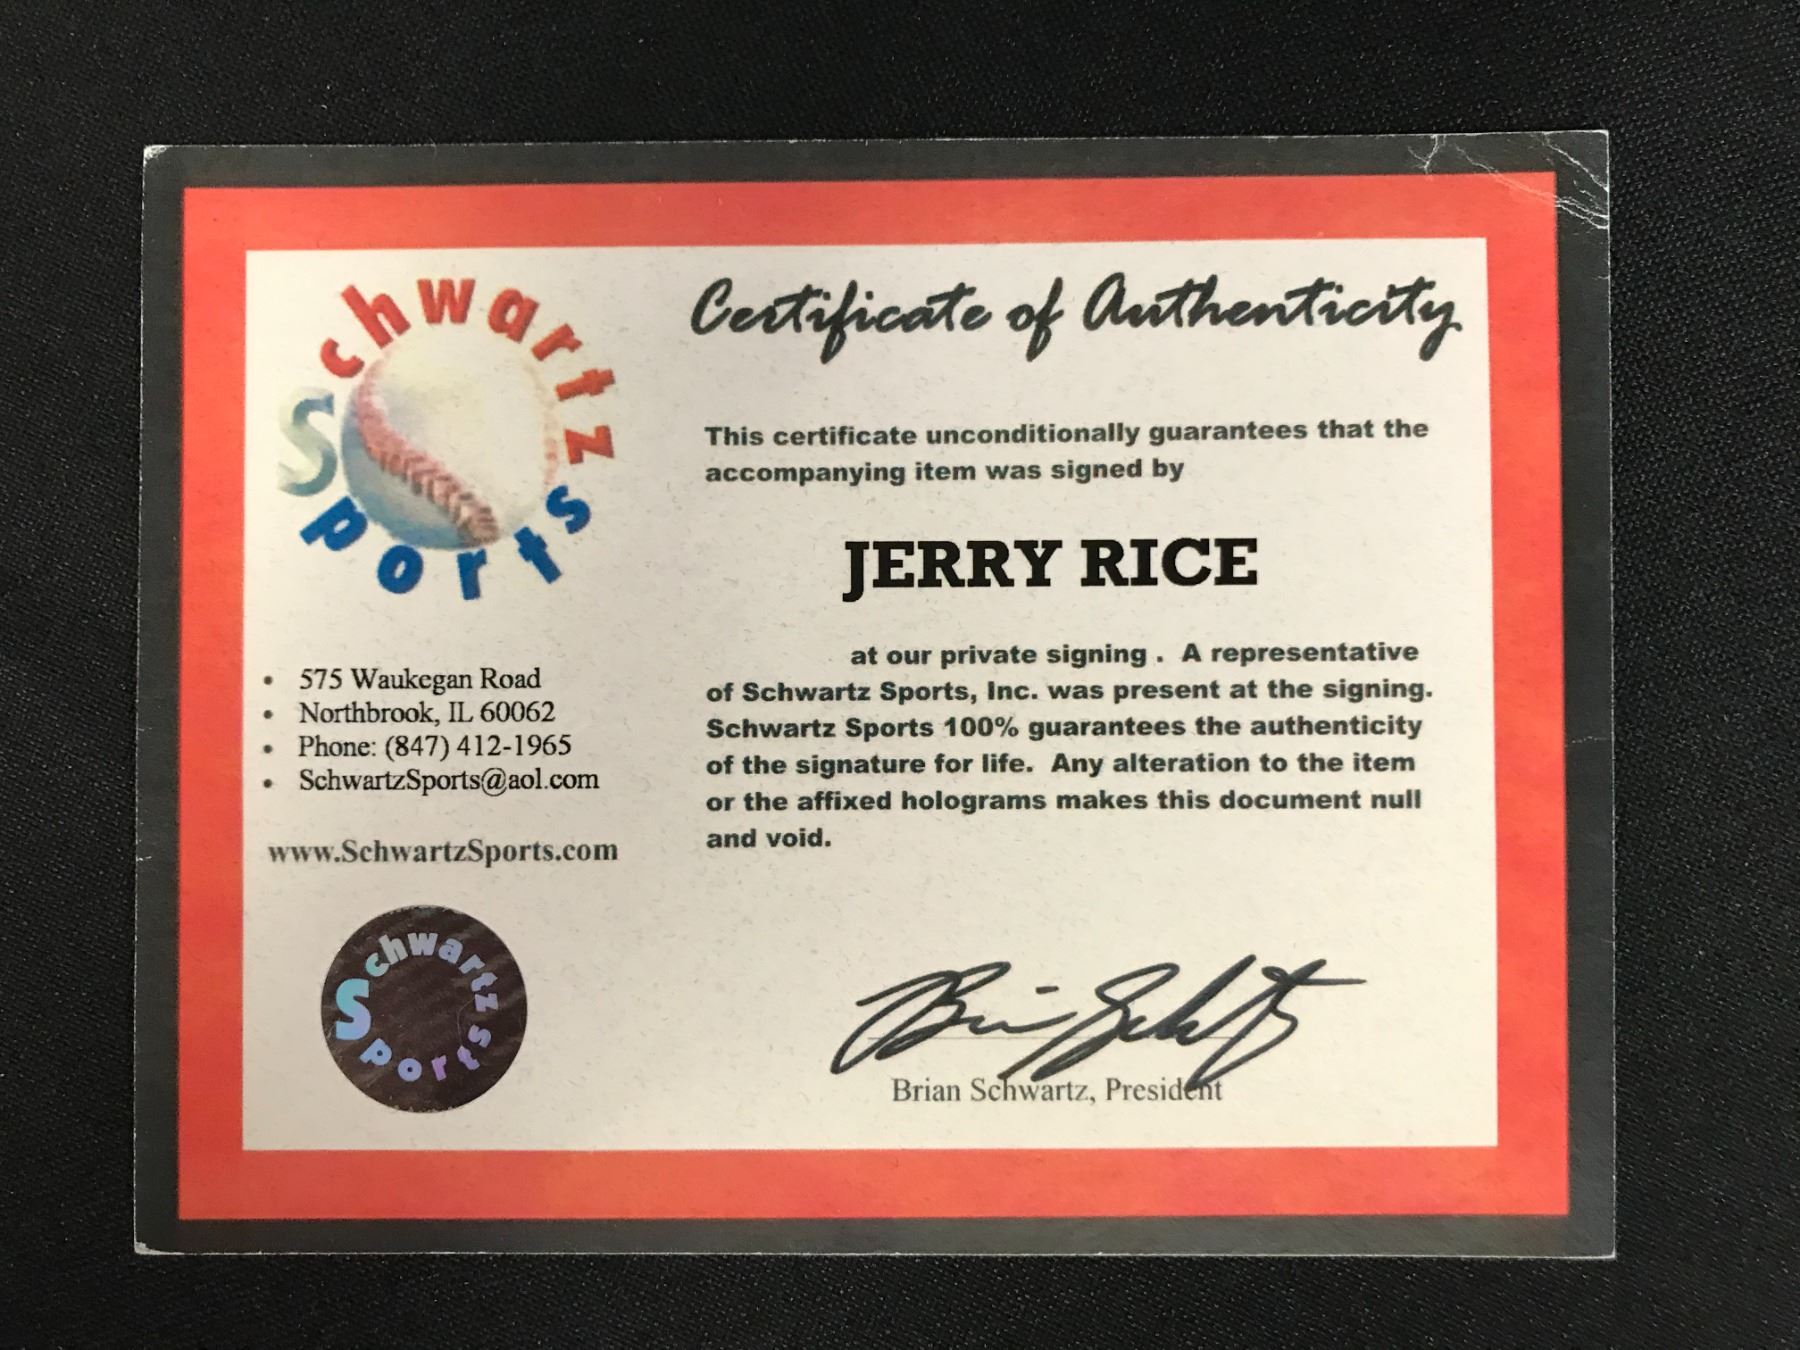 Schwartz
Sports
Certificate of Authenticity
This certificate unconditionally guarantees that the
accompanying item was signed by
JERRY RICE
at our private signing . A representative
of Schwartz Sports, Inc. was present at the signing.
Schwartz Sports 100% guarantees the authenticity
of the signature for life. Any alteration to the item
or the affixed holograms makes this document null
and void.
• 575 Waukegan Road
• Northbrook, IL 60062
• Phone: (847) 412-1965
• SchwartzSports@aol.com
www.SchwartzSports.com
Schwartz
Sports
Brian Schwartz, President